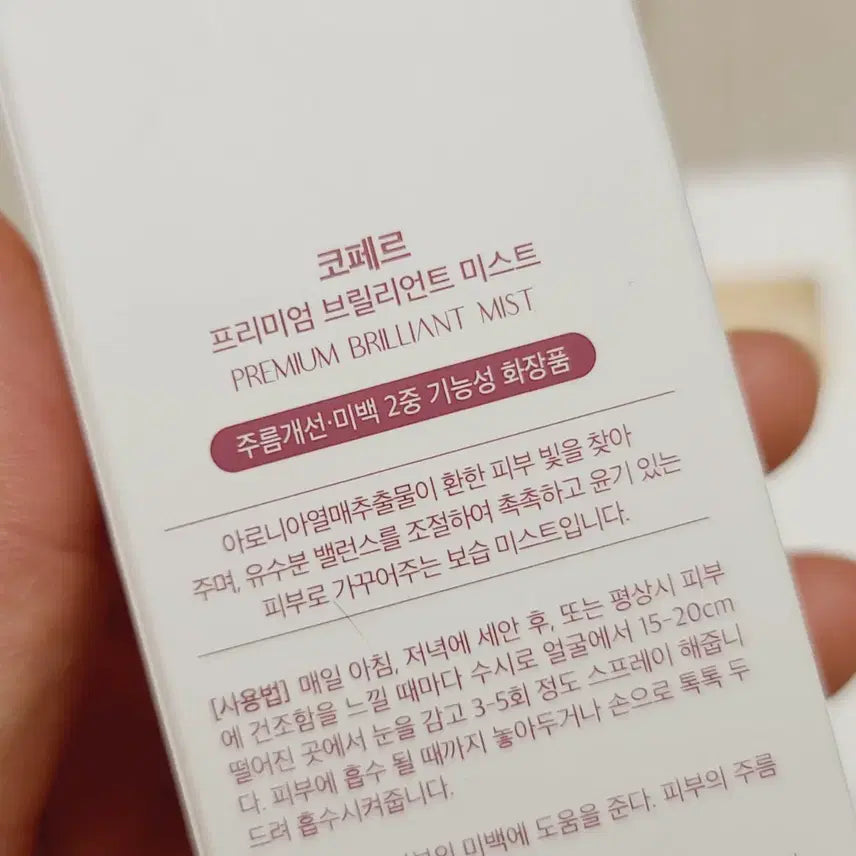 코페르
프리미엄 브릴리언트 미스트
PREMIUM BRILLIANT MIST
주름개선·미백 2중 기능성 화장품
아로니아열매추출물이 환한 피부 빛을 찾아
주며, 유수분 밸런스를 조절하여 촉촉하고 윤기 있는
피부로 가꾸어주는 보습 미스트입니다.
[사용법] 매일 아침, 저녁에 세안 후, 또는 평상시 피부
에 건조함을 느낄 때마다 수시로 얼굴에서 15-20cm
떨어진 곳에서 눈을 감고 3-5회 정도 스프레이 해줍니
다. 피부에 흡수 될 때까지 놓아두거나 손으로 톡톡 두
드려 흡수시켜줍니다.
미백에 도움을 준다. 피부의 주름